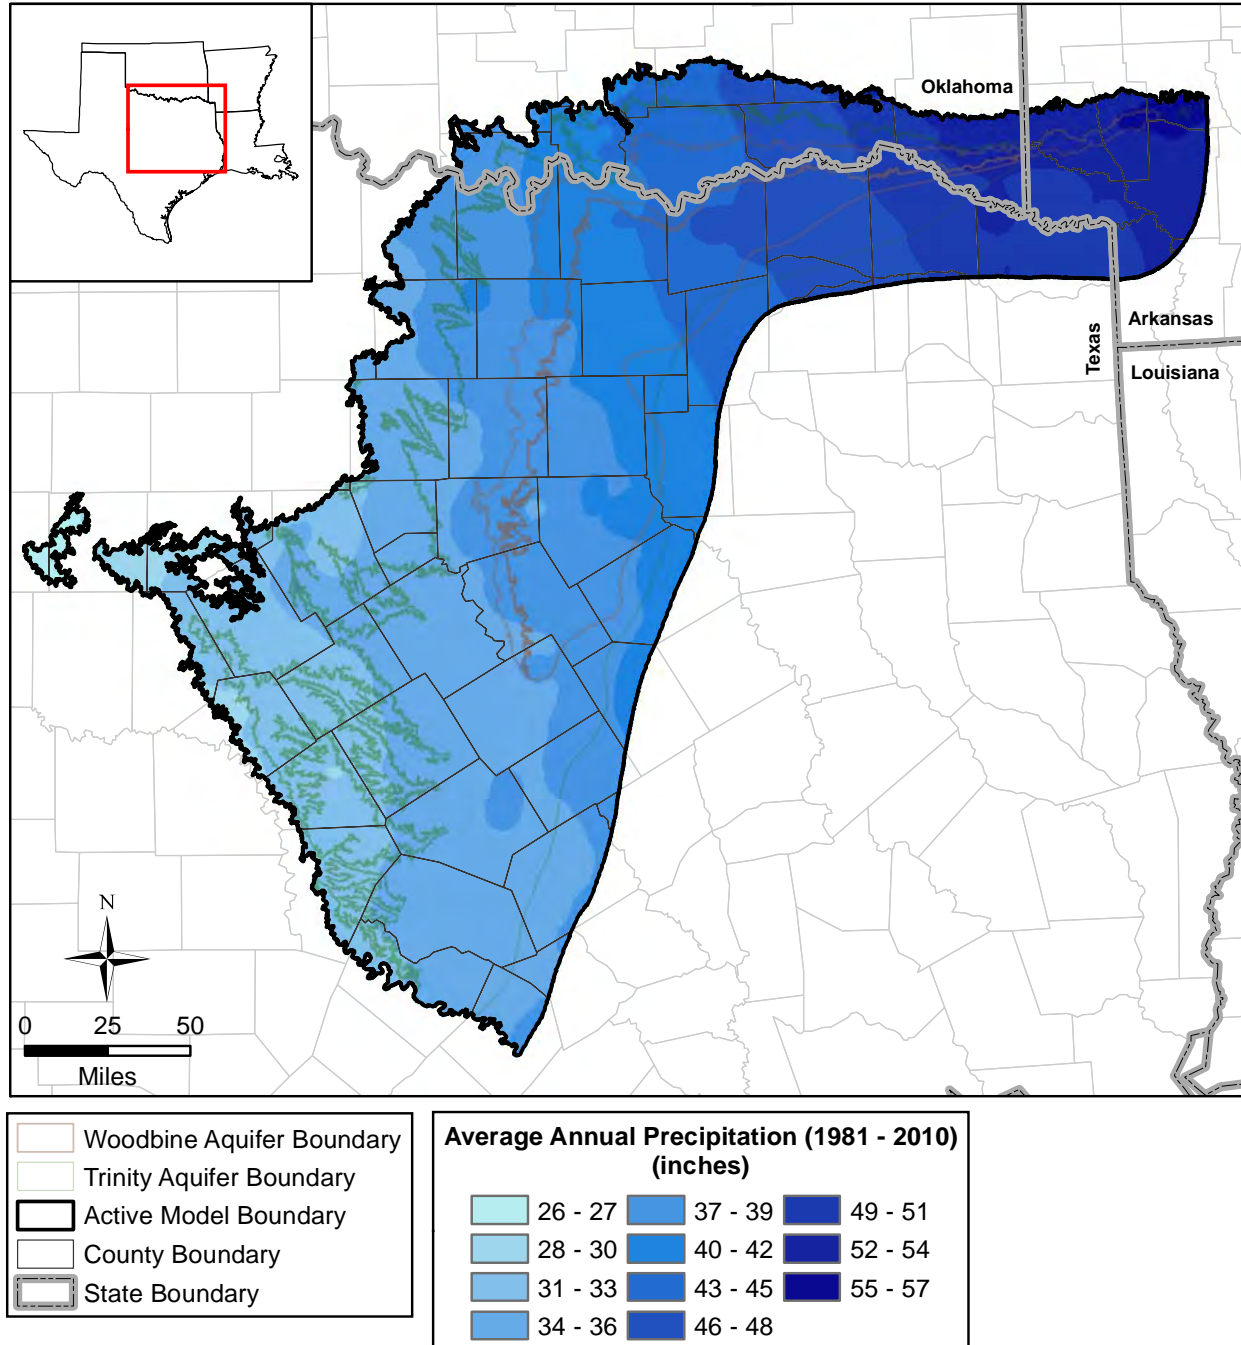 Oklahoma
Arkansas
Texas
Louisiana
N
0 25 50
Miles
Woodbine Aquifer Boundary
Trinity Aquifer Boundary
Active Model Boundary
County Boundary
State Boundary
Average Annual Precipitation (1981 - 2010)
(inches)
26 - 27 37 - 39 49 - 51
28 - 30 40 - 42 52 - 54
31 - 33 43 - 45 55 - 57
34 - 36 46 - 48